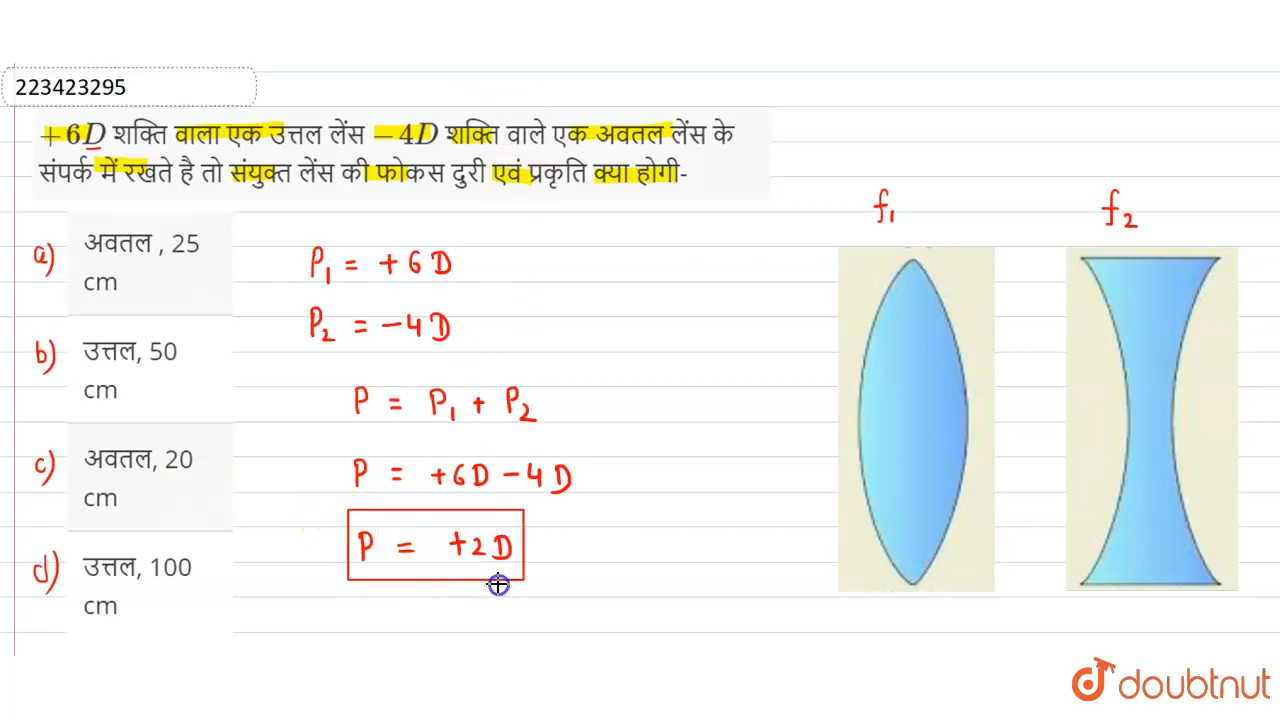 223423295
+6D शक्ति वाला एक उत्तल लेंस −4D शक्ति वाले एक अवतल लेंस के
संपर्क में रखते है तो संयुक्त लेंस की फोकस दुरी एवं प्रकृति क्या होगी-
a) अवतल , 25
cm
b) उत्तल, 50
cm
c) अवतल, 20
cm
d) उत्तल, 100
cm
P₁ = +6D
P₂ = −4D
P = P₁ + P₂
P = +6D −4D
P = +2D
f₁
f₂
doubtnut